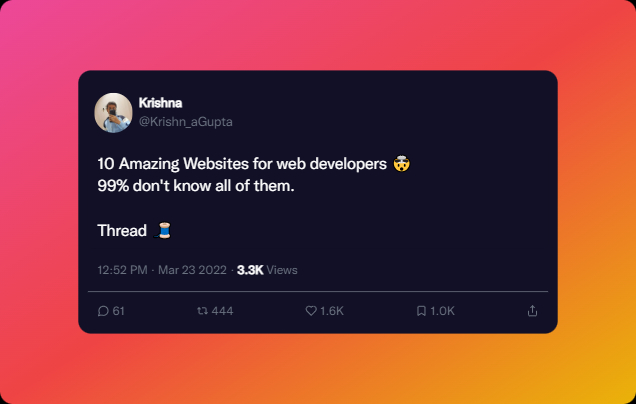 Krishna
@Krishn_aGupta
10 Amazing Websites for web developers 🤯
99% don't know all of them.
Thread 🧵
12:52 PM · Mar 23 2022 · 3.3K Views
61 444 1.6K 1.0K